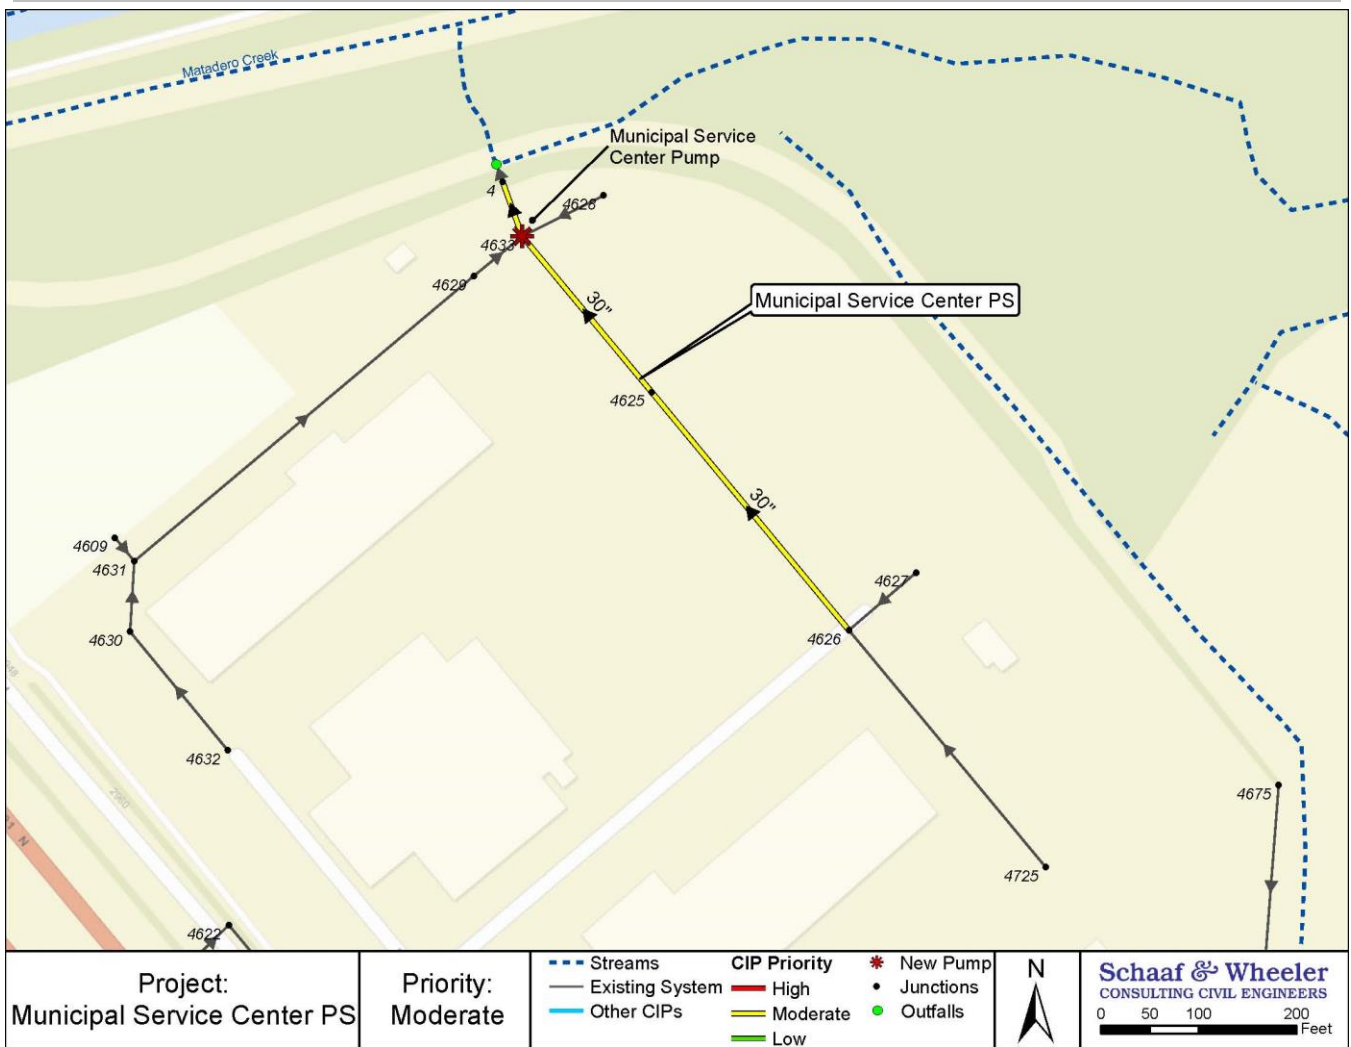 Matadero Creek
Municipal Service
Center Pump
4
4628
4633
4629
30"
Municipal Service Center PS
4625
30"
4609
4631
4627
4630
4626
4632
4675
2960
4725
N
4622
Project:
Municipal Service Center PS
Priority:
Moderate
Streams
Existing System
Other CIPs
CIP Priority
High
Moderate
Low
New Pump
Junctions
Outfalls
N
Schaaf & Wheeler
CONSULTING CIVIL ENGINEERS
0 50 100 200
Feet